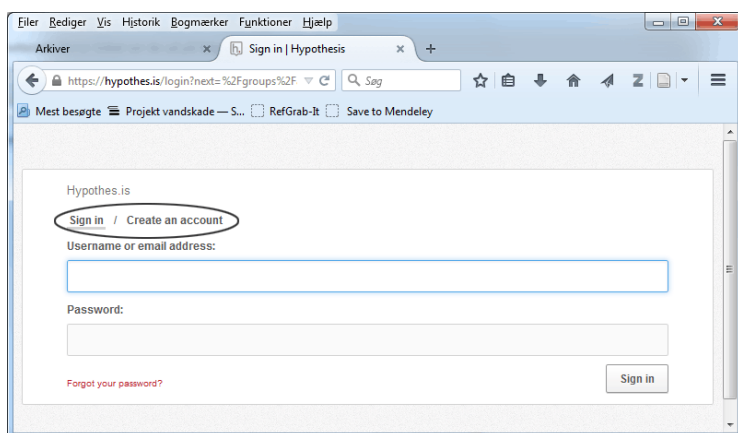 Filer Rediger Vis Historik Bogmærker Funktioner Hjælp
Arkiver × Sign in | Hypothesis × +
https://hypothes.is/login?next=%2Fgroups%2F Søg
Mest besøgte Projekt vandskade — S... RefGrab-It Save to Mendeley
Hypothes.is
Sign in / Create an account
Username or email address:
Password:
Forgot your password? Sign in